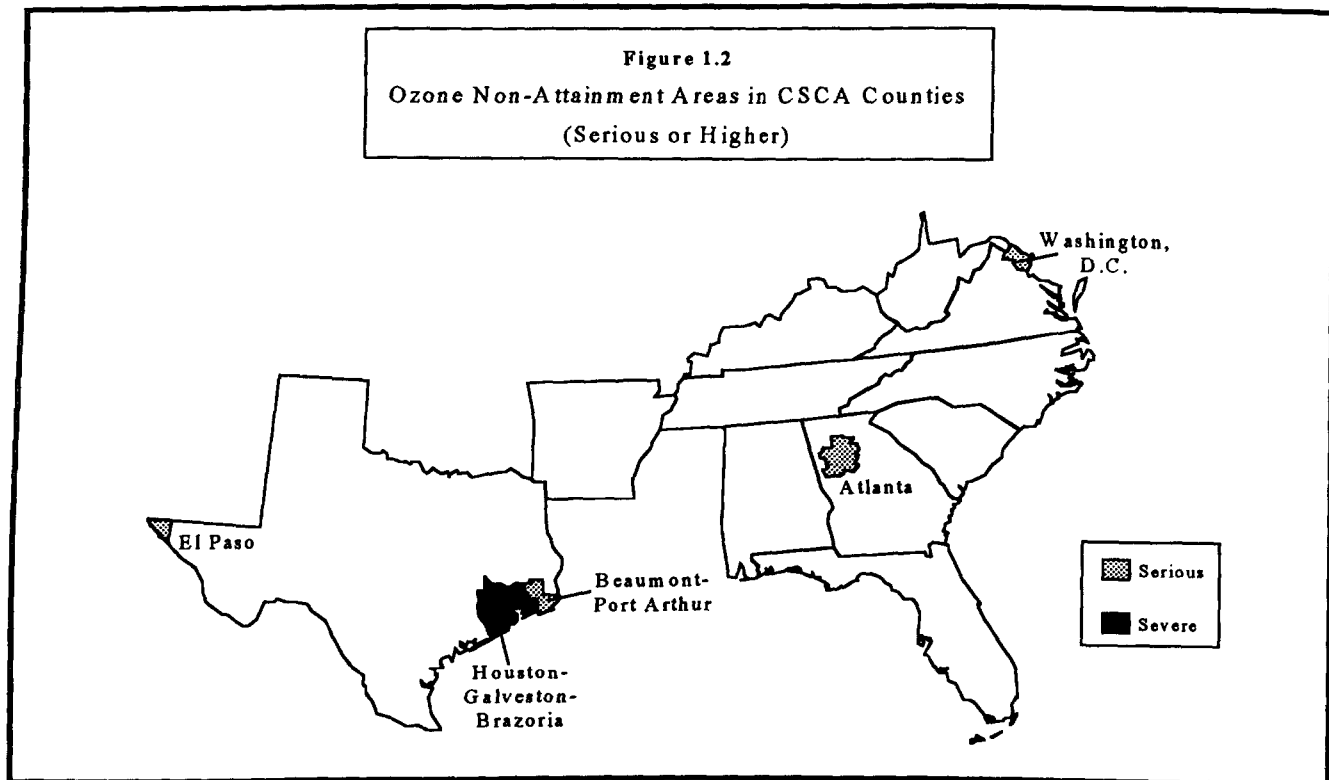 Figure 1.2
Ozone Non-Attainment Areas in CSCA Counties
(Serious or Higher)
Washington,
D.C.
Atlanta
El Paso
Beaumont-
Port Arthur
Houston-
Galveston-
Brazoria
Serious
Severe